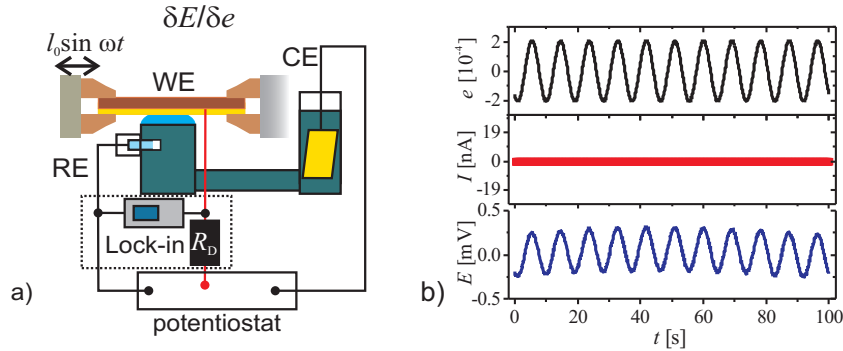 δE/δe
l₀sin ωt
WE
CE
RE
Lock-in
R_D
potentiostat
a)
e [10⁻⁴]
2
0
-2
I [nA]
19
0
-19
E [mV]
0.5
0.0
-0.5
0 20 40 60 80 100
t [s]
b)